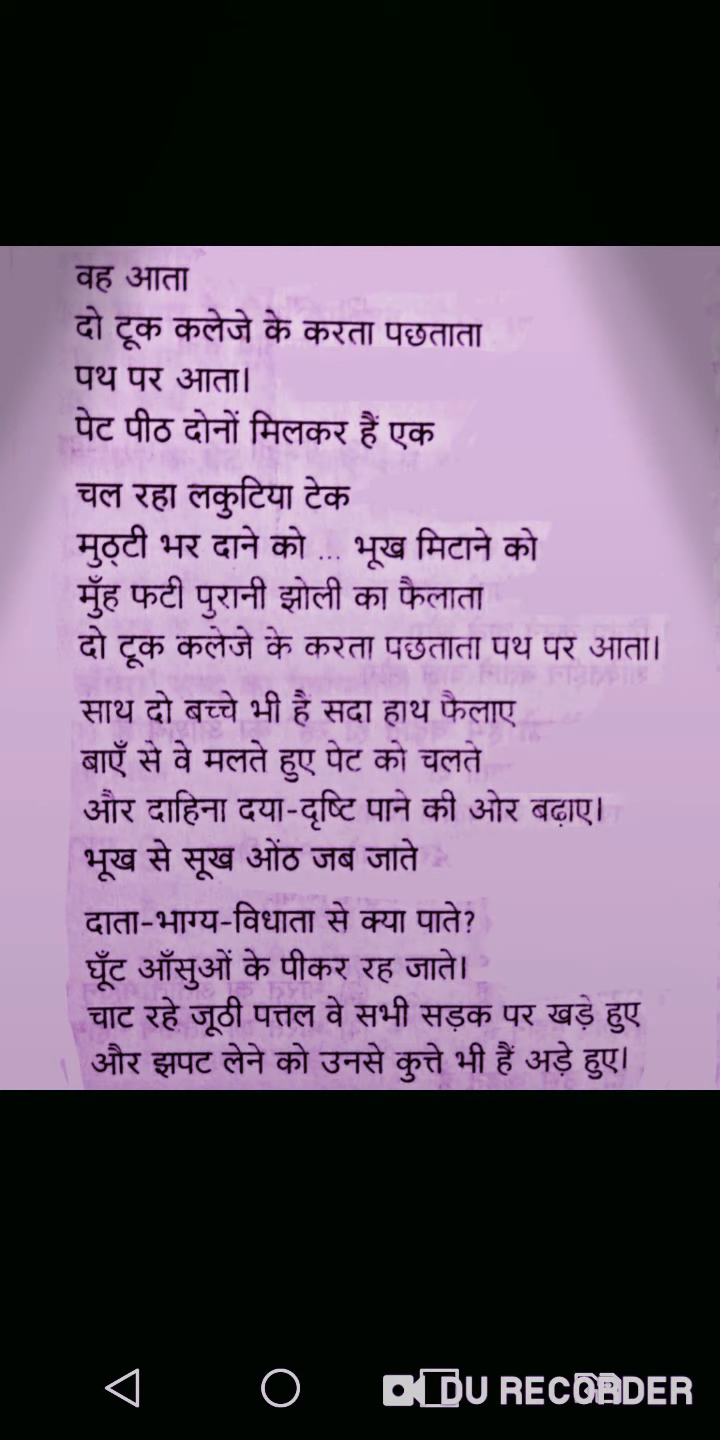 वह आता
दो टूक कलेजे के करता पछताता
पथ पर आता।
पेट पीठ दोनों मिलकर हैं एक
चल रहा लकुटिया टेक
मुठ्टी भर दाने को ... भूख मिटाने को
मुँह फटी पुरानी झोली का फैलाता
दो टूक कलेजे के करता पछताता पथ पर आता।
साथ दो बच्चे भी हैं सदा हाथ फैलाए
बाएँ से वे मलते हुए पेट को चलते
और दाहिना दया-दृष्टि पाने की ओर बढ़ाए।
भूख से सूख ओंठ जब जाते
दाता-भाग्य-विधाता से क्या पाते?
घूँट आँसुओं के पीकर रह जाते।
चाट रहे जूठी पत्तल वे सभी सड़क पर खड़े हुए
और झपट लेने को उनसे कुत्ते भी हैं अड़े हुए।
DU RECORDER